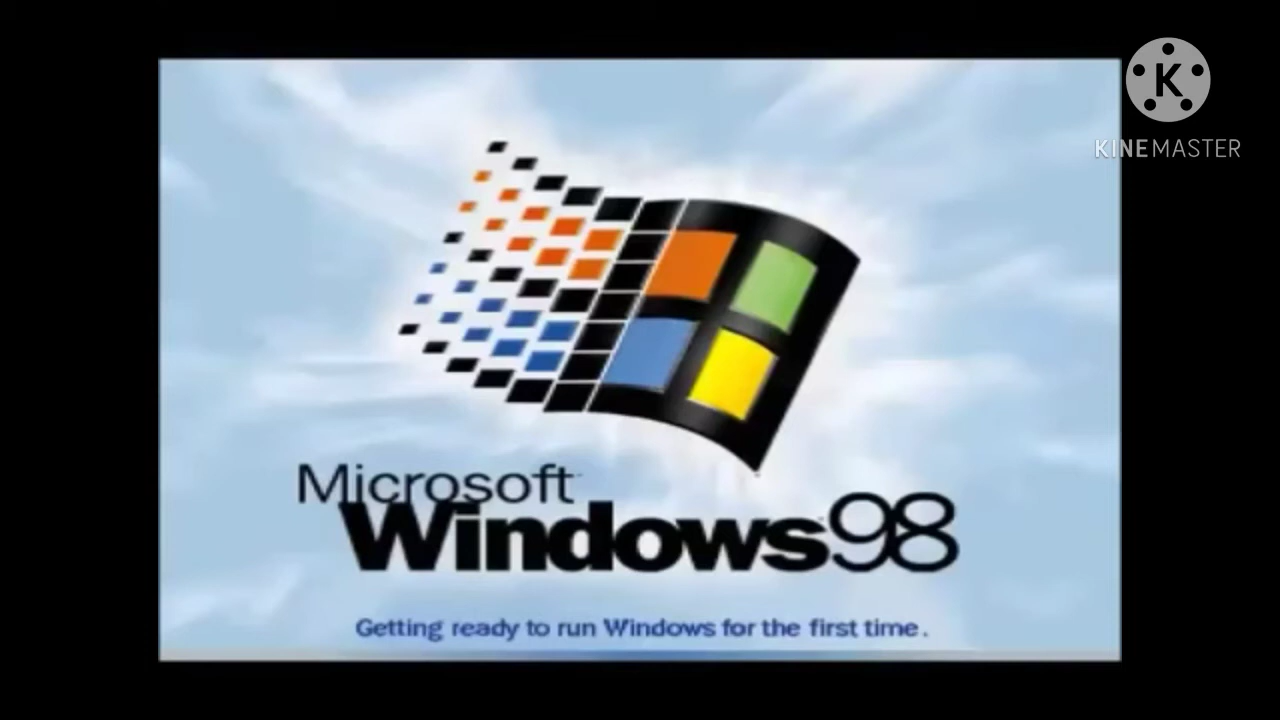 K
KINEMASTER
Microsoft
Windows98
Getting ready to run Windows for the first time.